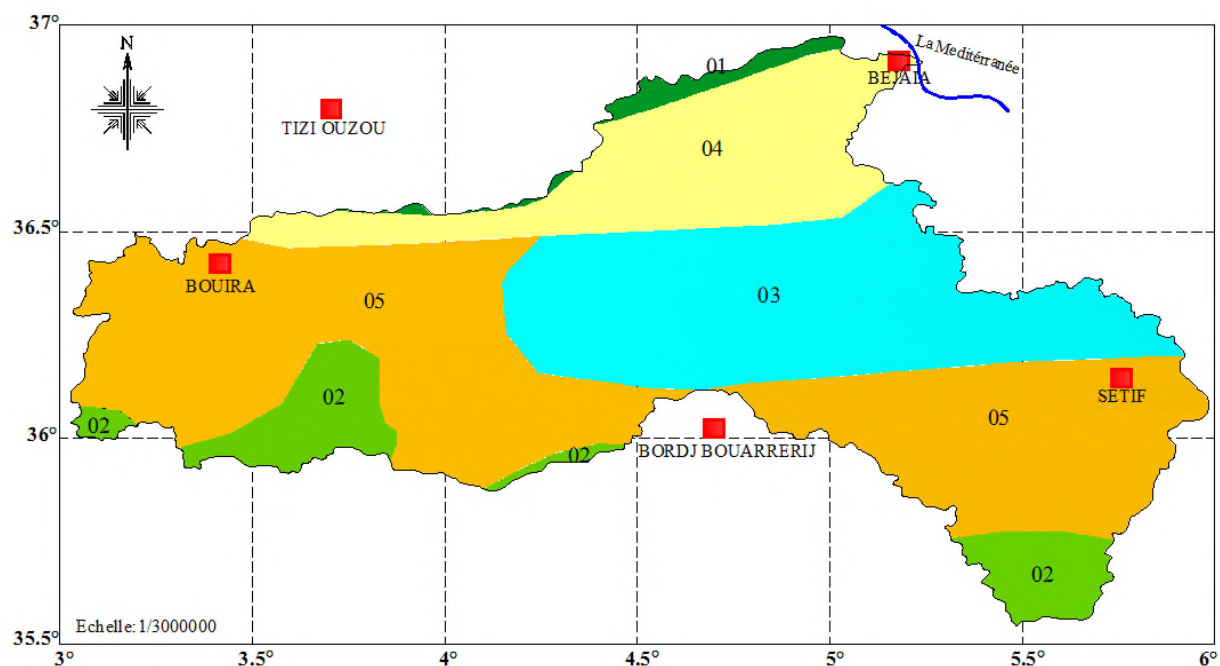 37°
N
La Mediterránée
01
BEJAIA
TIZI OUZOU
04
36.5°
BOUIRA
05
03
02
02
SETIF
05
36°
02
BORDJ BOUARRERIJ
02
Echelle:1/3000000
35.5°
3°
3.5°
4°
4.5°
5°
5.5°
6°